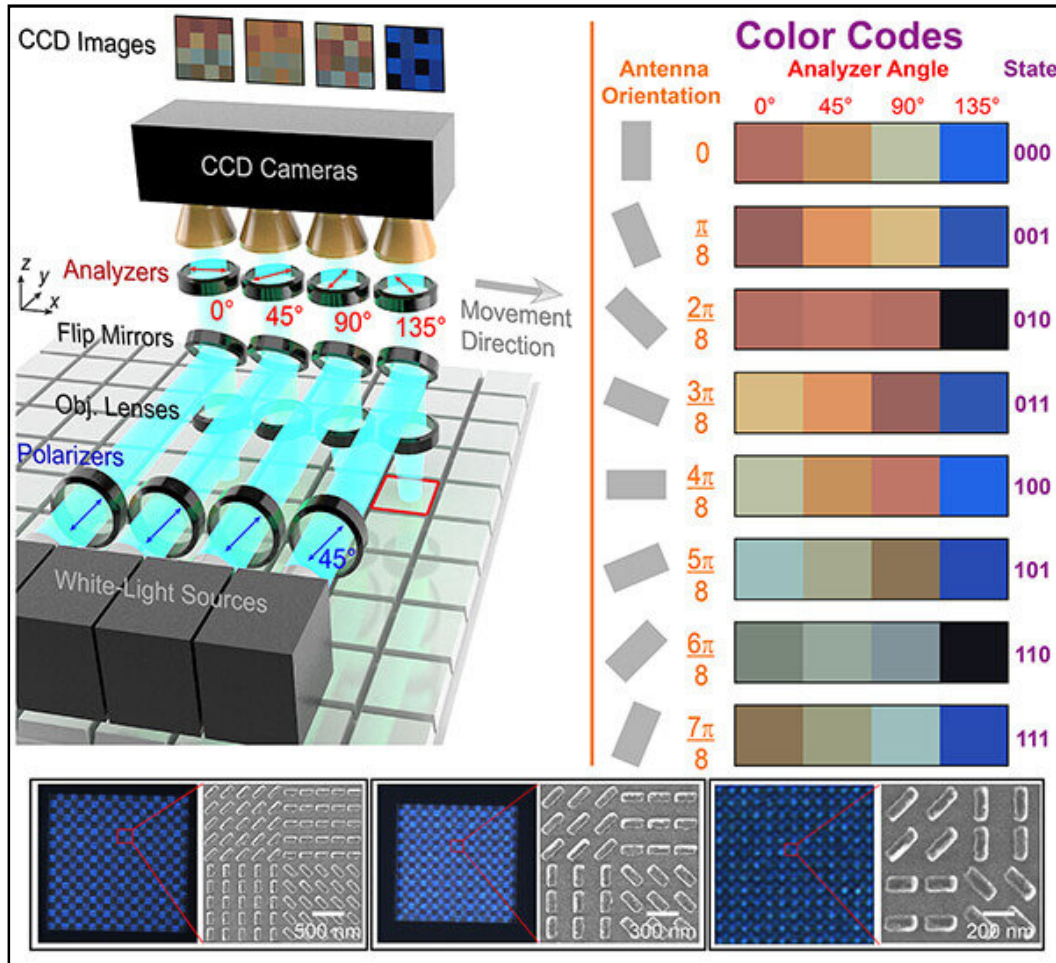 CCD Images
CCD Cameras
Analyzers
z
y
x
0° 45° 90° 135°
Movement
Direction
Flip Mirrors
Obj. Lenses
Polarizers
45°
White-Light Sources
Color Codes
Antenna
Orientation
Analyzer Angle
State
0° 45° 90° 135°
0 000
π/8 001
2π/8 010
3π/8 011
4π/8 100
5π/8 101
6π/8 110
7π/8 111
500 nm
300 nm
200 nm